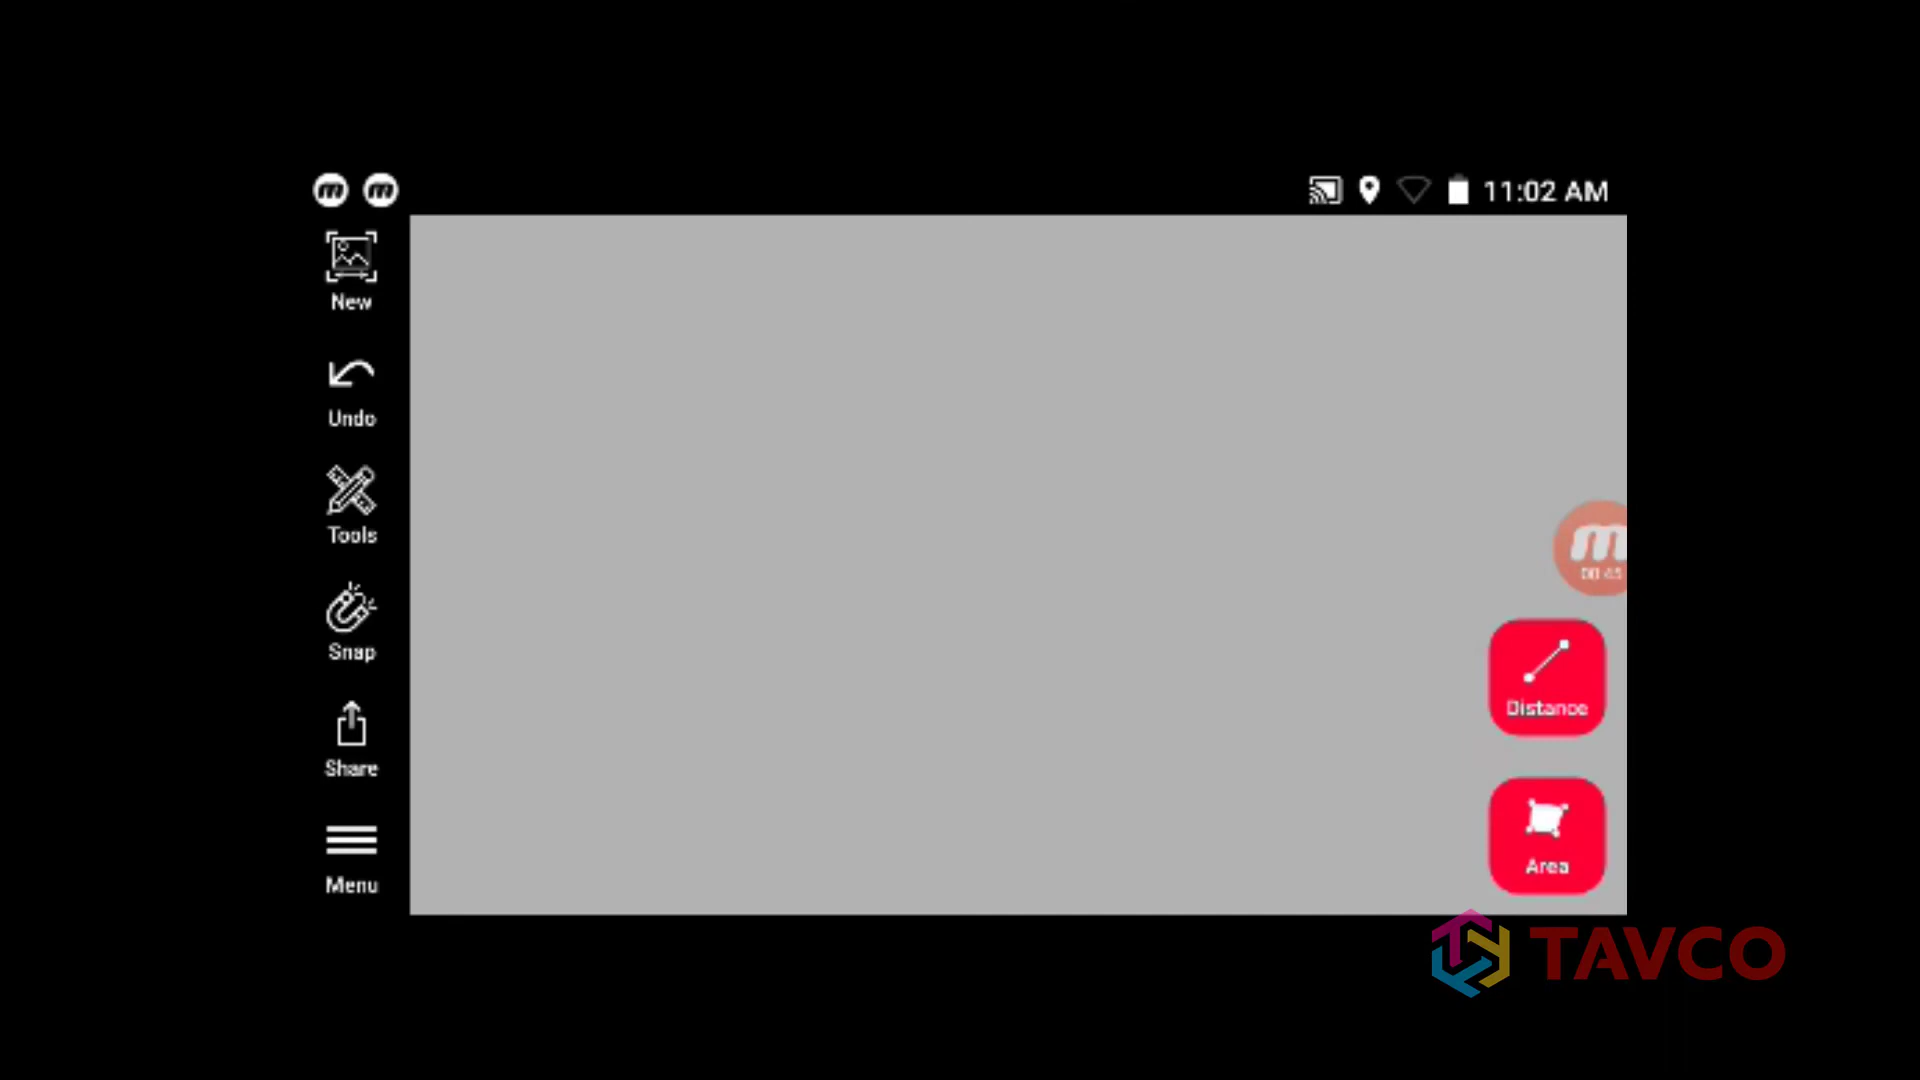 m m 11:02 AM
New
Undo
Tools
Snap
Share
Menu
m
Distance
Area
TAVCO